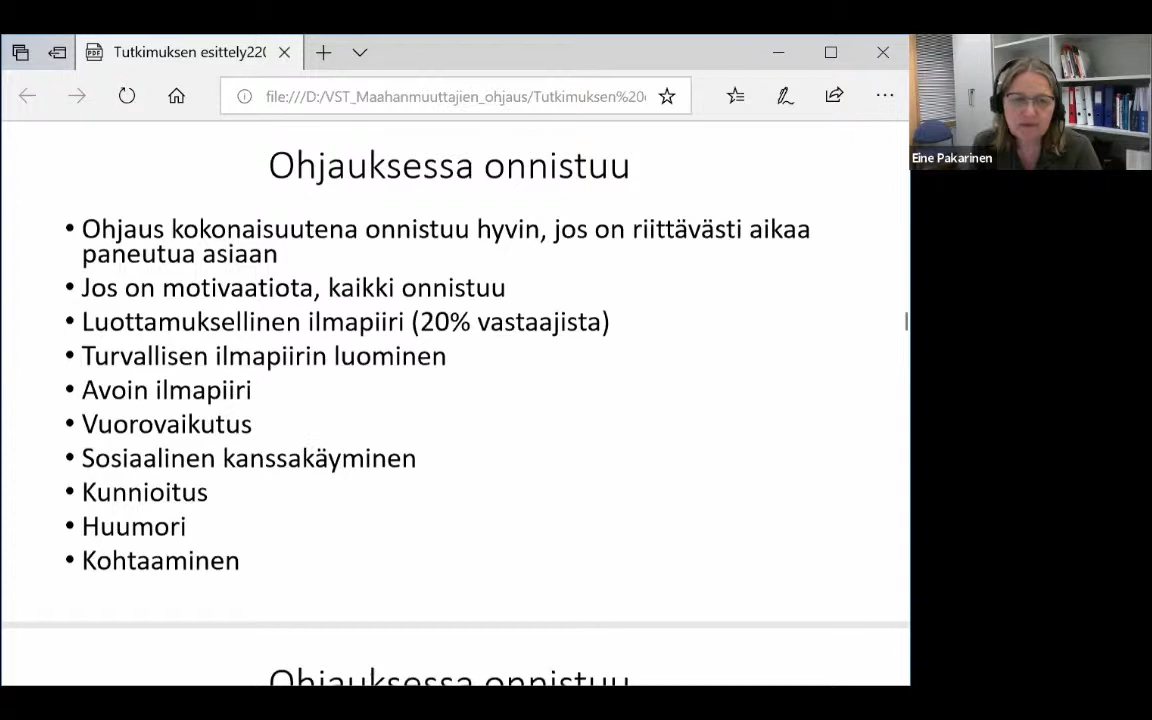 Tutkimuksen esittely220
file:///D:/VST_Maahanmuuttajien_ohjaus/Tutkimuksen%20
Eine Pakarinen
Ohjauksessa onnistuu
• Ohjaus kokonaisuutena onnistuu hyvin, jos on riittävästi aikaa
paneutua asiaan
• Jos on motivaatiota, kaikki onnistuu
• Luottamuksellinen ilmapiiri (20% vastaajista)
• Turvallisen ilmapiirin luominen
• Avoin ilmapiiri
• Vuorovaikutus
• Sosiaalinen kanssakäyminen
• Kunnioitus
• Huumori
• Kohtaaminen
Ohjauksessa onnistuu